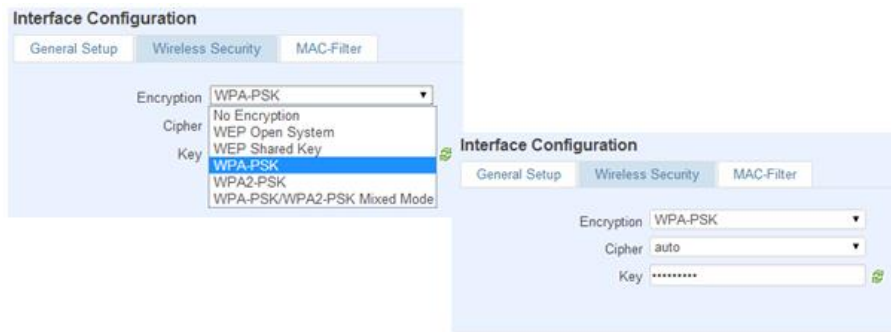 Interface Configuration
General Setup Wireless Security MAC-Filter
Encryption WPA-PSK
No Encryption
Cipher WEP Open System
Key WEP Shared Key
WPA-PSK
WPA2-PSK
WPA-PSK/WPA2-PSK Mixed Mode
Interface Configuration
General Setup Wireless Security MAC-Filter
Encryption WPA-PSK
Cipher auto
Key •••••••••